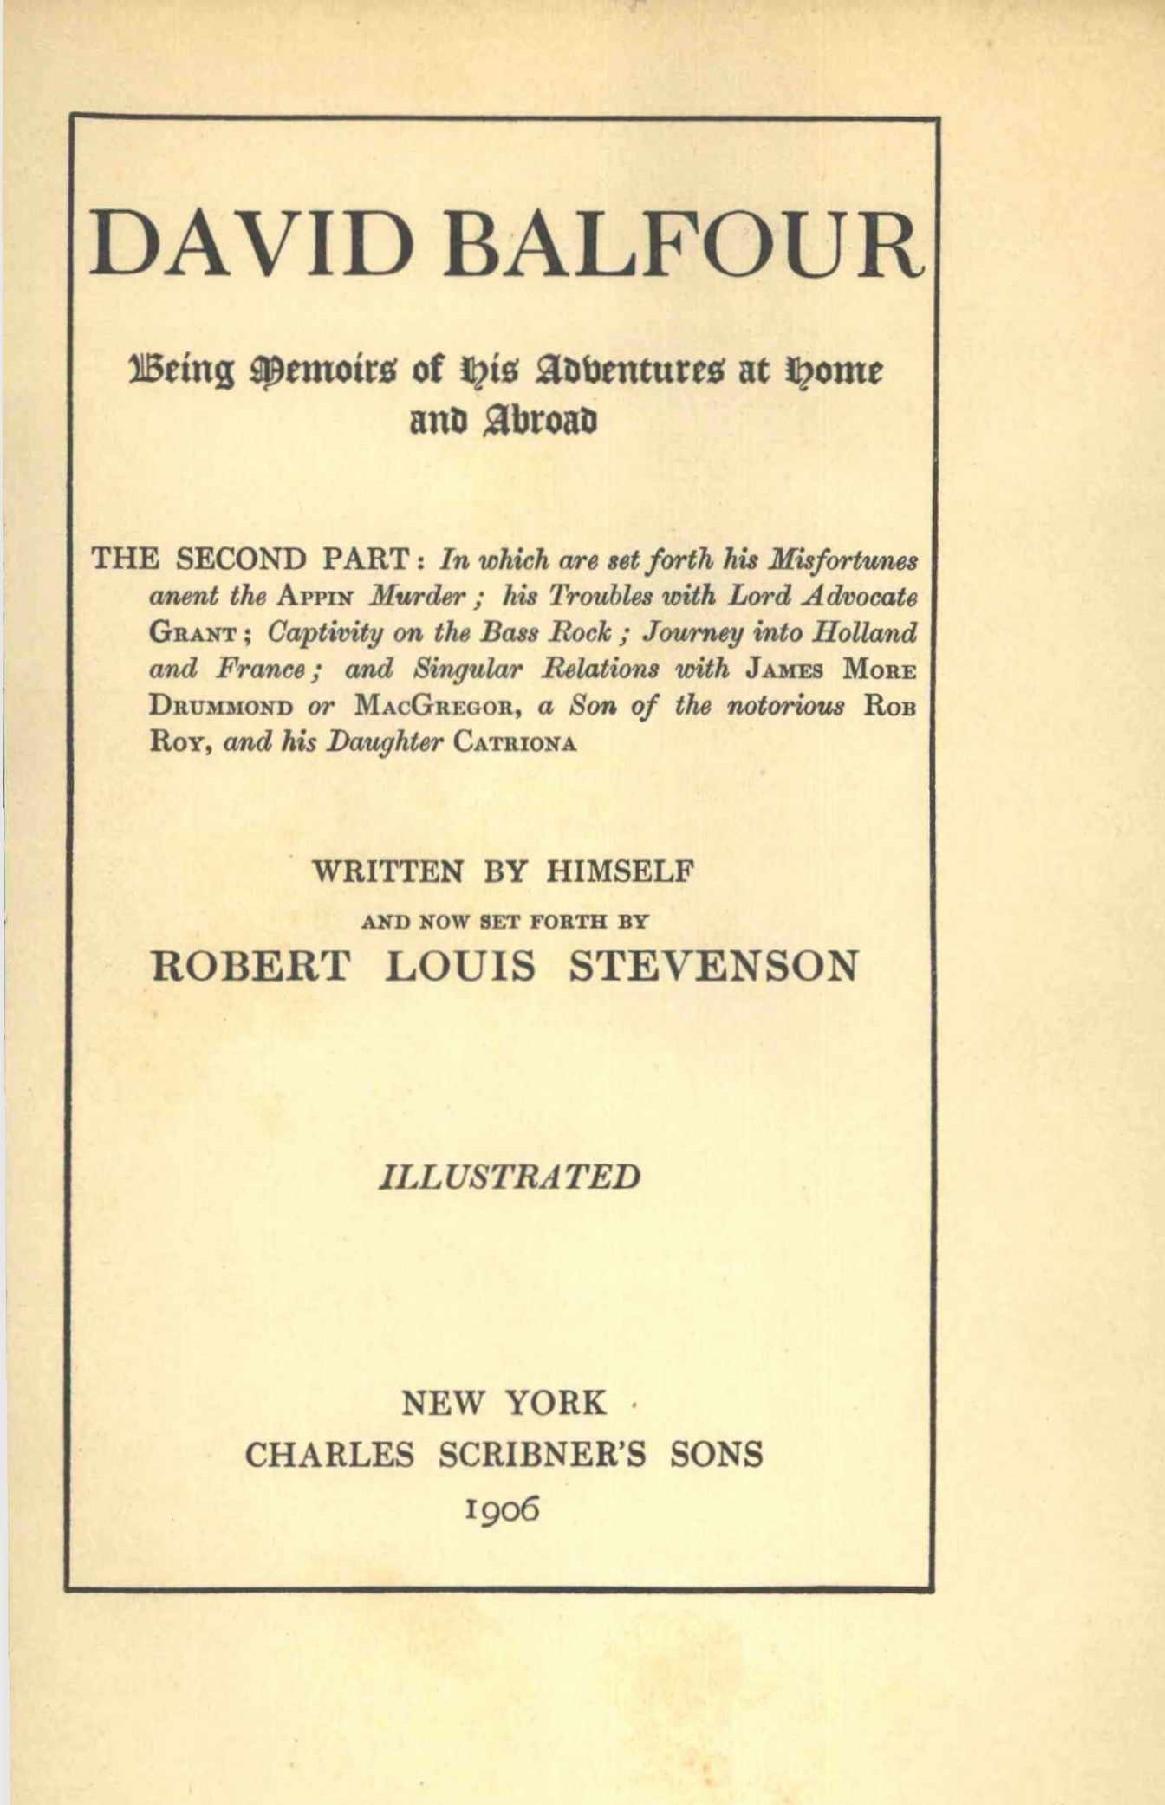 DAVID BALFOUR
Being Memoirs of His Adventures at Home
and Abroad
THE SECOND PART: In which are set forth his Misfortunes
anent the APPIN Murder; his Troubles with Lord Advocate
GRANT; Captivity on the Bass Rock; Journey into Holland
and France; and Singular Relations with JAMES MORE
DRUMMOND or MACGREGOR, a Son of the notorious ROB
ROY, and his Daughter CATRIONA
WRITTEN BY HIMSELF
AND NOW SET FORTH BY
ROBERT LOUIS STEVENSON
ILLUSTRATED
NEW YORK
CHARLES SCRIBNER'S SONS
1906